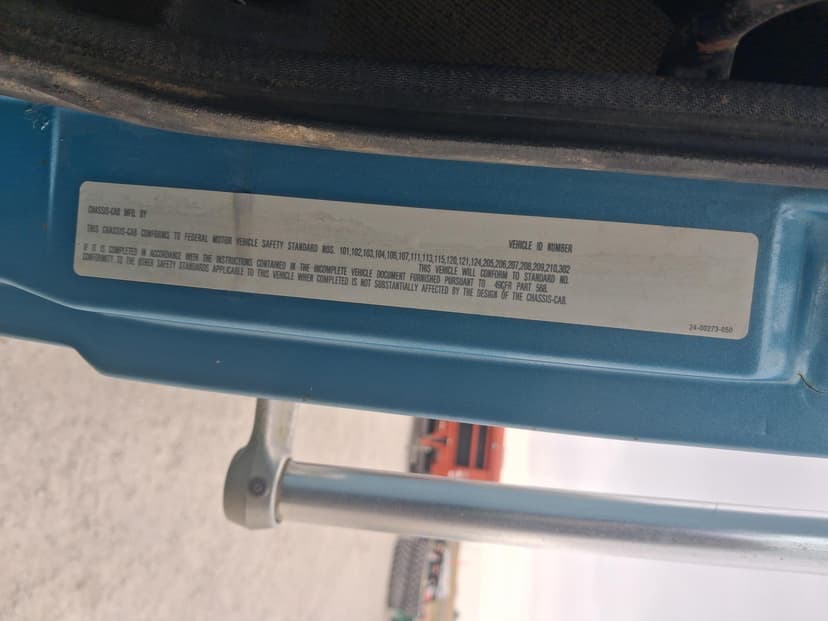 CHASSIS-CAB MFG. BY
VEHICLE ID NUMBER
THIS CHASSIS-CAB CONFORMS TO FEDERAL MOTOR VEHICLE SAFETY STANDARD NOS. 101,102,103,104,106,107,111,113,115,120,121,124,205,206,207,208,209,210,302
THIS VEHICLE WILL CONFORM TO STANDARD NO.
IF IT IS COMPLETED IN ACCORDANCE WITH THE INSTRUCTIONS CONTAINED IN THE INCOMPLETE VEHICLE DOCUMENT FURNISHED PURSUANT TO 49CFR PART 568.
CONFORMITY TO THE OTHER SAFETY STANDARDS APPLICABLE TO THIS VEHICLE WHEN COMPLETED IS NOT SUBSTANTIALLY AFFECTED BY THE DESIGN OF THE CHASSIS-CAB.
24-00273-050